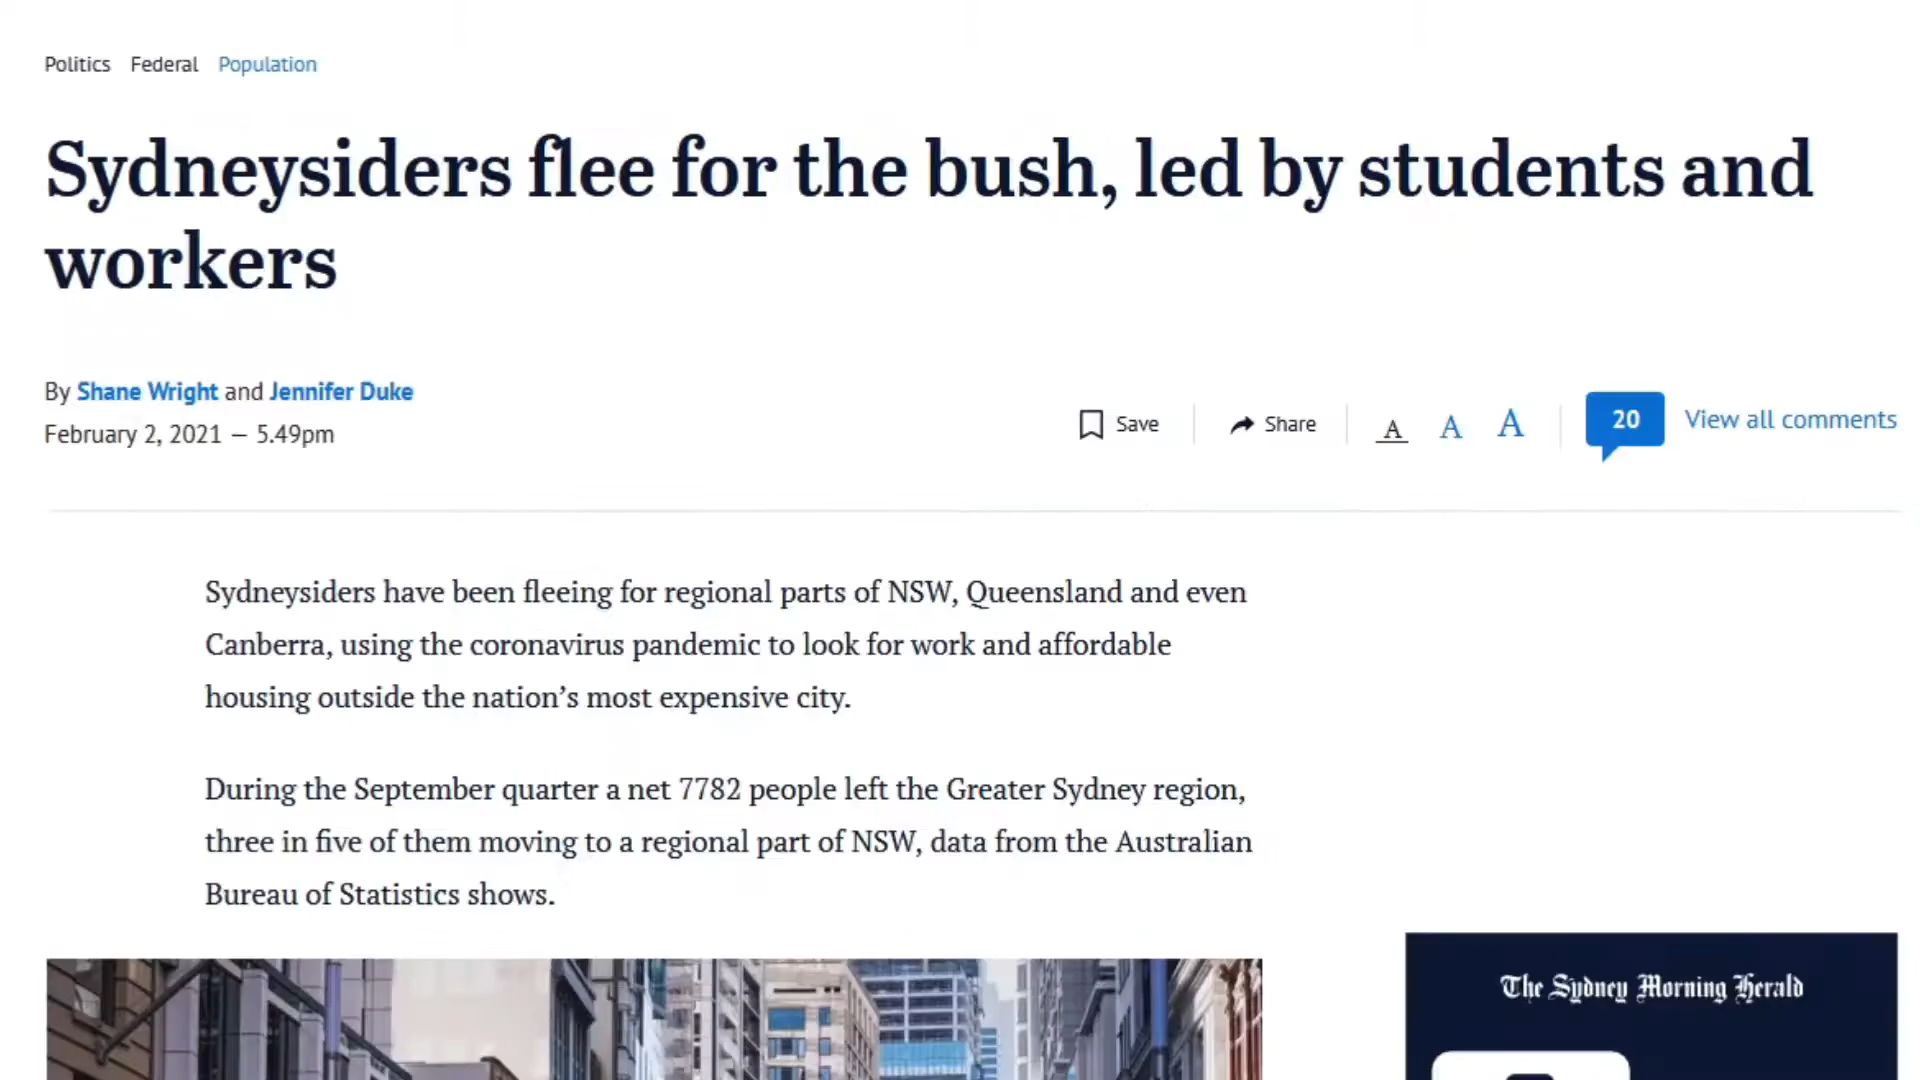 Politics Federal Population
Sydneysiders flee for the bush, led by students and
workers
By Shane Wright and Jennifer Duke
February 2, 2021 — 5.49pm
Save Share A A A 20 View all comments
Sydneysiders have been fleeing for regional parts of NSW, Queensland and even
Canberra, using the coronavirus pandemic to look for work and affordable
housing outside the nation’s most expensive city.
During the September quarter a net 7782 people left the Greater Sydney region,
three in five of them moving to a regional part of NSW, data from the Australian
Bureau of Statistics shows.
The Sydney Morning Herald